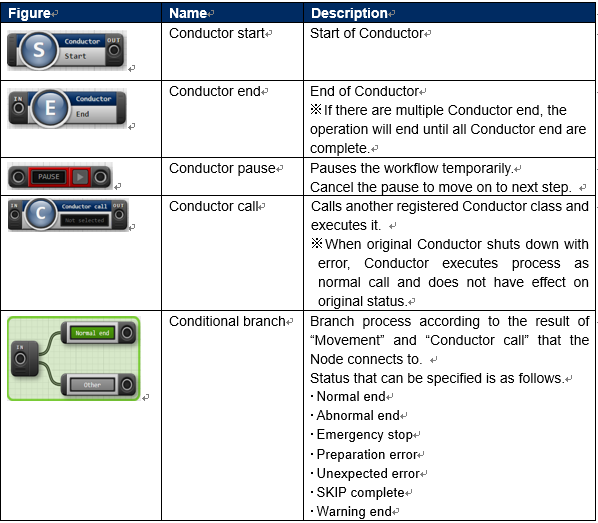 Figure Name Description
S Conductor Start OUT
Conductor start
Start of Conductor
IN E Conductor End
Conductor end
End of Conductor
※If there are multiple Conductor end, the
operation will end until all Conductor end are
complete.
PAUSE
Conductor pause
Pauses the workflow temporarily.
Cancel the pause to move on to next step.
IN C Conductor call OUT
Not selected
Conductor call
Calls another registered Conductor class and
executes it.
※When original Conductor shuts down with
error, Conductor executes process as
normal call and does not have effect on
original status.
IN
Normal end
Other
Conditional branch
Branch process according to the result of
“Movement” and “Conductor call” that the
Node connects to.
Status that can be specified is as follows.
・Normal end
・Abnormal end
・Emergency stop
・Preparation error
・Unexpected error
・SKIP complete
・Warning end